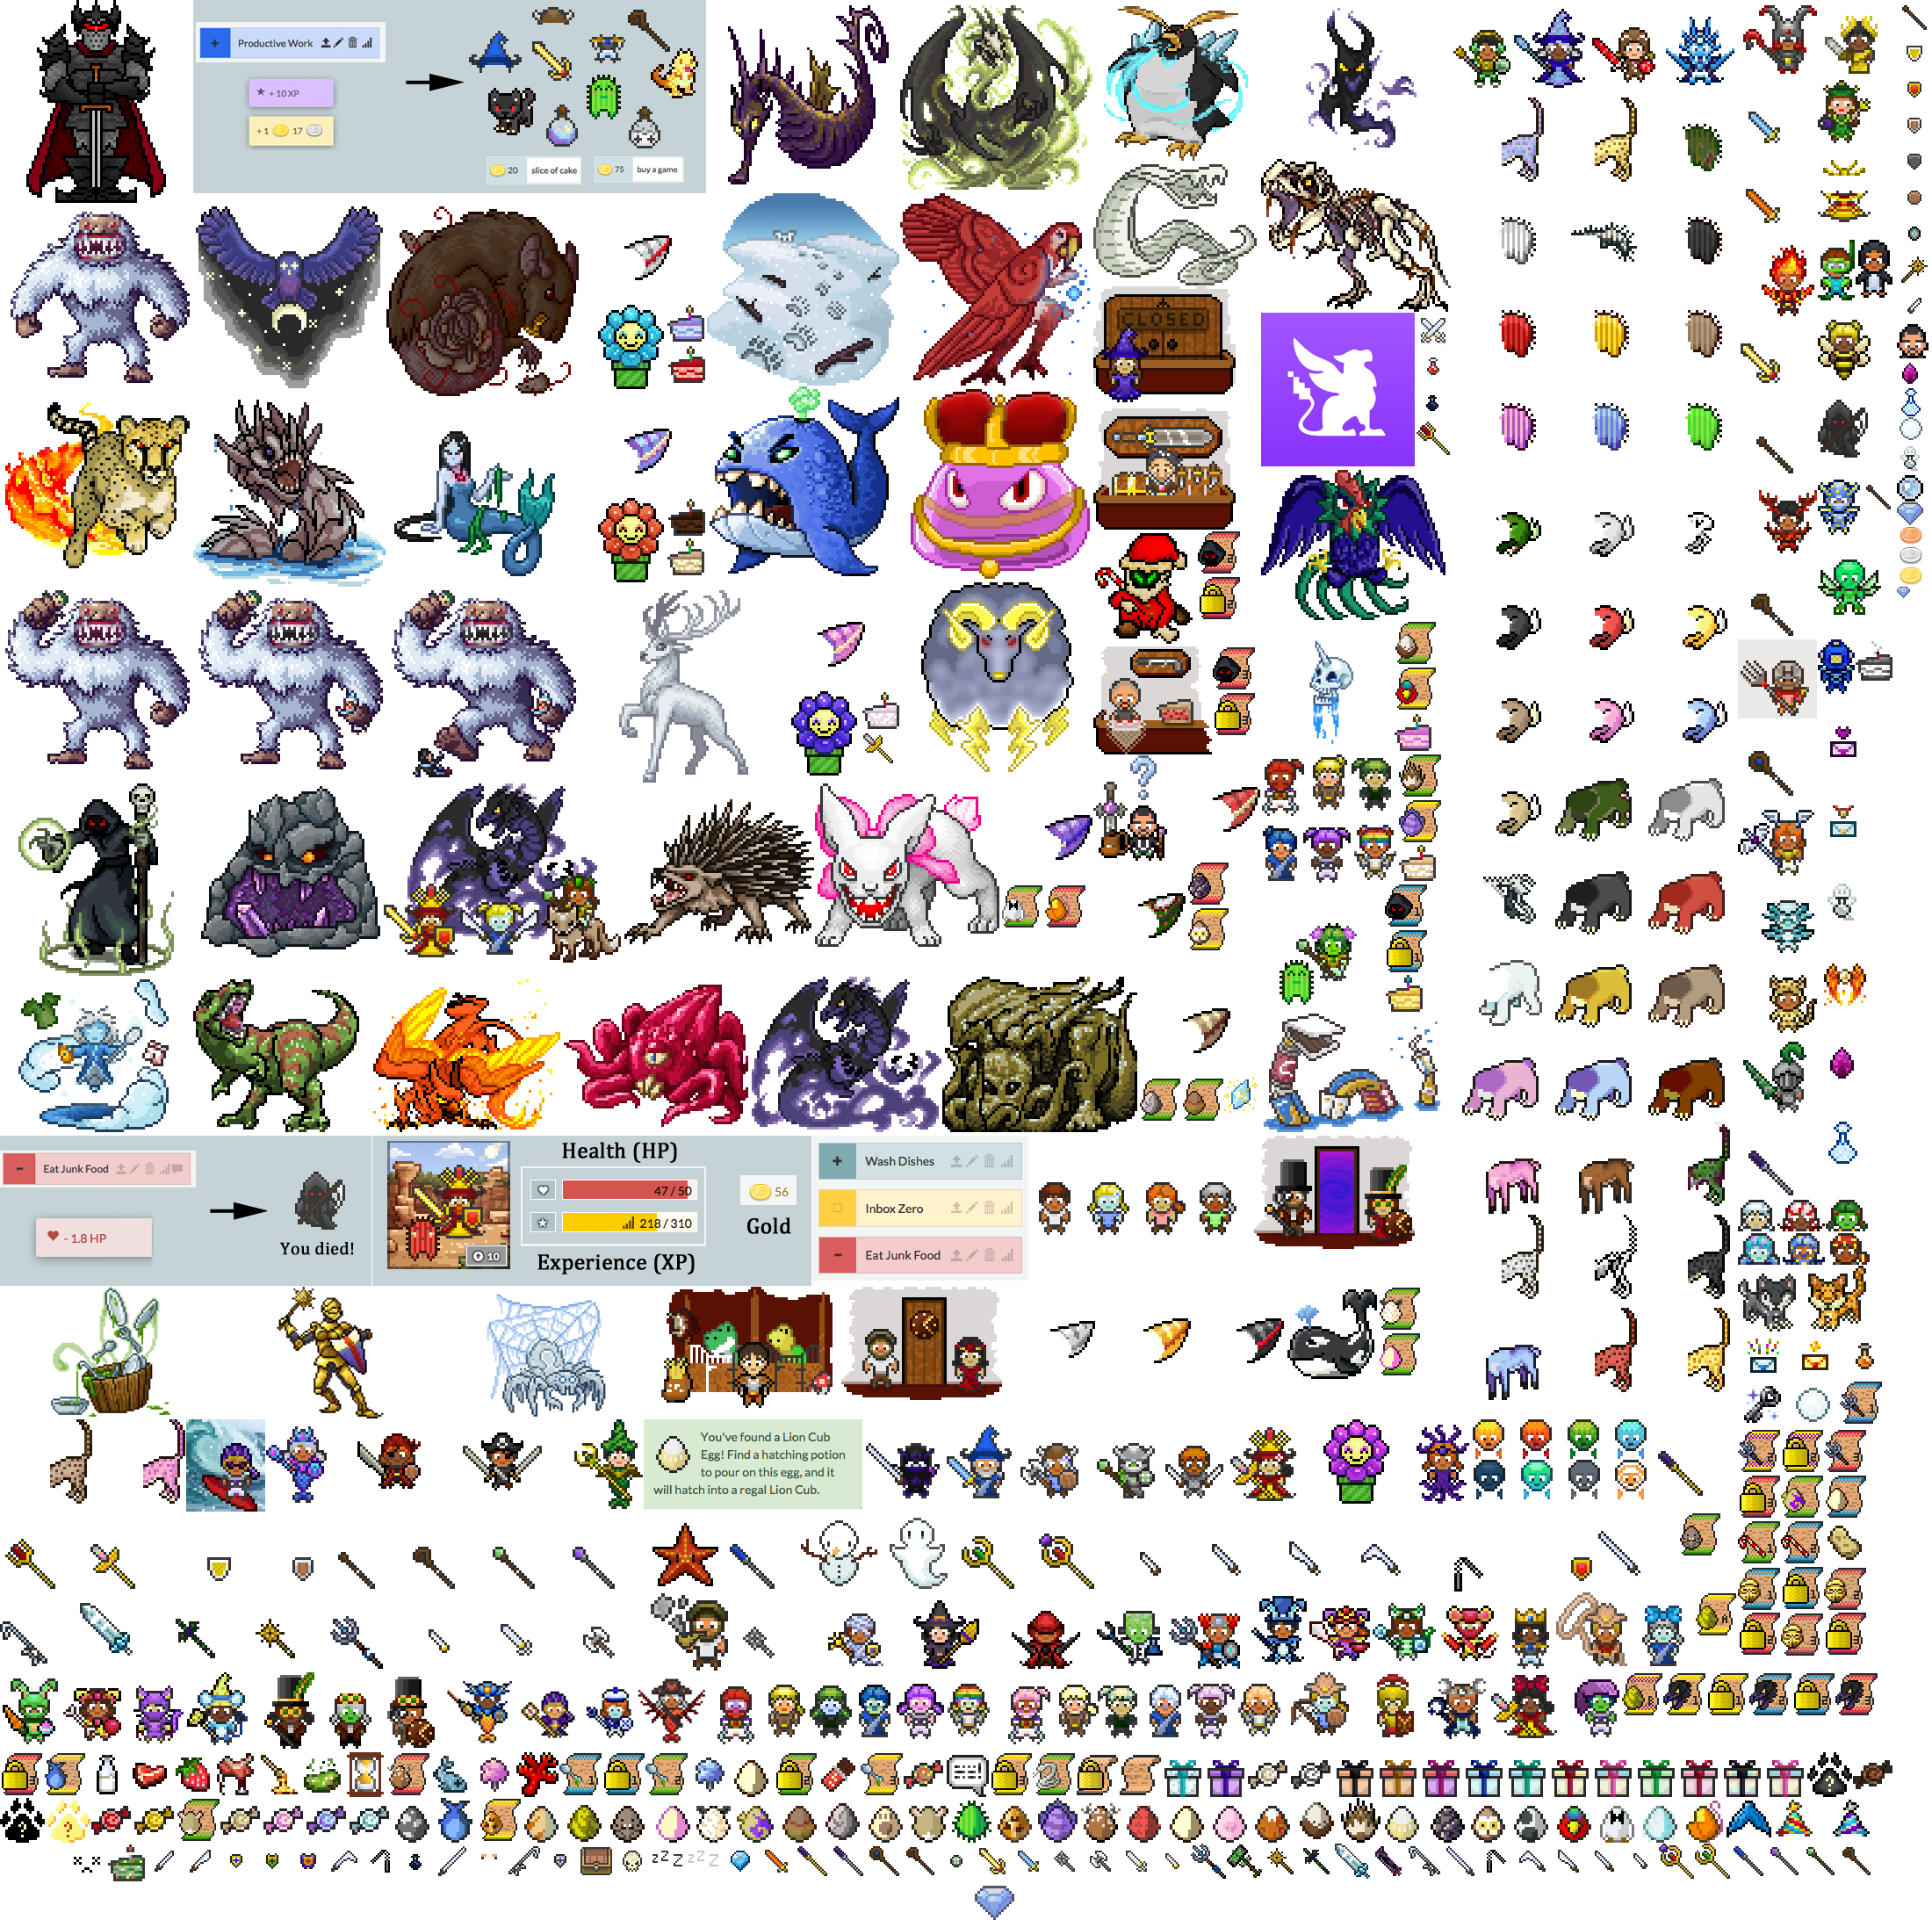 Productive Work
+ 10 XP
+ 1 17
20 slice of cake
75 buy a game
CLOSED
Eat Junk Food
- 1.8 HP
You died!
Health (HP)
47 / 50
218 / 310
Experience (XP)
10
56
Gold
Wash Dishes
Inbox Zero
Eat Junk Food
You've found a Lion Cub
Egg! Find a hatching potion
to pour on this egg, and it
will hatch into a regal Lion Cub.